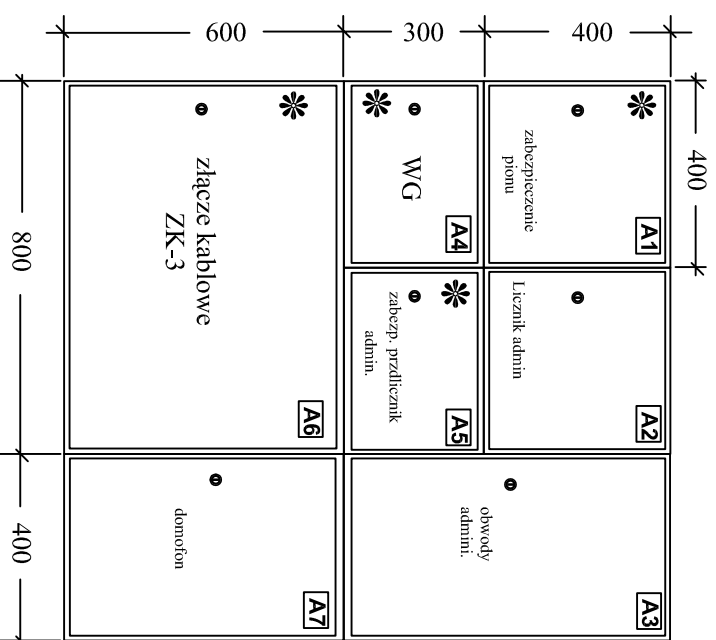 600
300
400
400
800
400
zabezpieczenie
pionu
A1
WG
A4
złącze kablowe
ZK-3
A6
Licznik admin
A2
zabezp. przdlicznik
admin.
A5
obwody
admini.
A3
domofon
A7